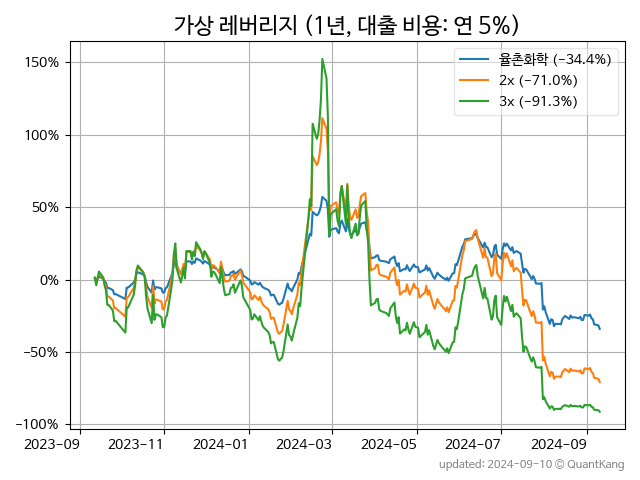 가상 레버리지 (1년, 대출 비용: 연 5%)
율촌화학 (-34.4%)
2x (-71.0%)
3x (-91.3%)
150%
100%
50%
0%
-50%
-100%
2023-09 2023-11 2024-01 2024-03 2024-05 2024-07 2024-09
updated: 2024-09-10 © QuantKang